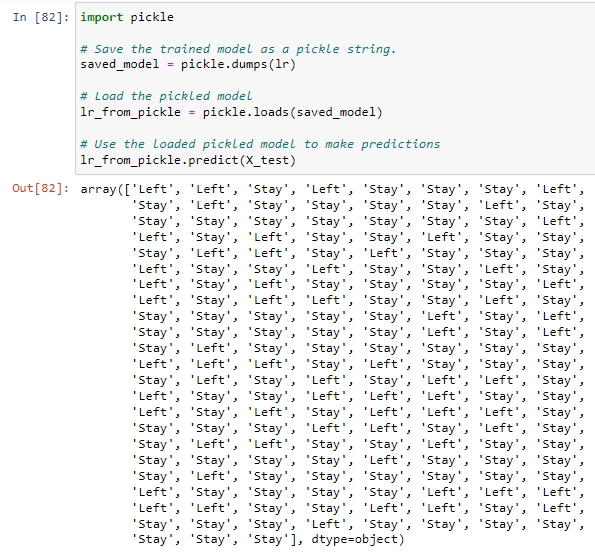 In [82]: import pickle
# Save the trained model as a pickle string.
saved_model = pickle.dumps(lr)
# Load the pickled model
lr_from_pickle = pickle.loads(saved_model)
# Use the loaded pickled model to make predictions
lr_from_pickle.predict(X_test)
Out[82]: array(['Left', 'Left', 'Stay', 'Left', 'Stay', 'Stay', 'Stay', 'Left',
'Stay', 'Left', 'Stay', 'Stay', 'Stay', 'Stay', 'Left', 'Stay',
'Stay', 'Stay', 'Stay', 'Stay', 'Stay', 'Stay', 'Stay', 'Left',
'Left', 'Stay', 'Left', 'Stay', 'Stay', 'Left', 'Stay', 'Stay',
'Stay', 'Left', 'Left', 'Stay', 'Left', 'Stay', 'Stay', 'Stay',
'Left', 'Stay', 'Stay', 'Left', 'Stay', 'Stay', 'Left', 'Stay',
'Left', 'Stay', 'Left', 'Stay', 'Stay', 'Stay', 'Stay', 'Left',
'Left', 'Stay', 'Left', 'Left', 'Stay', 'Stay', 'Left', 'Stay',
'Stay', 'Stay', 'Stay', 'Stay', 'Stay', 'Left', 'Stay', 'Left',
'Stay', 'Stay', 'Stay', 'Stay', 'Stay', 'Left', 'Stay', 'Left',
'Stay', 'Left', 'Stay', 'Stay', 'Stay', 'Stay', 'Stay', 'Stay',
'Left', 'Left', 'Left', 'Stay', 'Left', 'Stay', 'Stay', 'Stay',
'Stay', 'Left', 'Stay', 'Left', 'Stay', 'Left', 'Left', 'Stay',
'Left', 'Stay', 'Stay', 'Left', 'Left', 'Stay', 'Stay', 'Left',
'Left', 'Stay', 'Left', 'Stay', 'Left', 'Left', 'Stay', 'Stay',
'Stay', 'Stay', 'Stay', 'Left', 'Stay', 'Left', 'Stay', 'Stay',
'Stay', 'Left', 'Left', 'Stay', 'Stay', 'Left', 'Stay', 'Stay',
'Stay', 'Stay', 'Stay', 'Stay', 'Left', 'Stay', 'Stay', 'Stay',
'Stay', 'Left', 'Stay', 'Stay', 'Stay', 'Stay', 'Stay', 'Stay',
'Left', 'Stay', 'Stay', 'Stay', 'Stay', 'Left', 'Left', 'Left',
'Stay', 'Left', 'Left', 'Stay', 'Left', 'Left', 'Stay', 'Left',
'Stay', 'Stay', 'Stay', 'Left', 'Stay', 'Stay', 'Stay', 'Stay',
'Stay', 'Stay', 'Stay'], dtype=object)